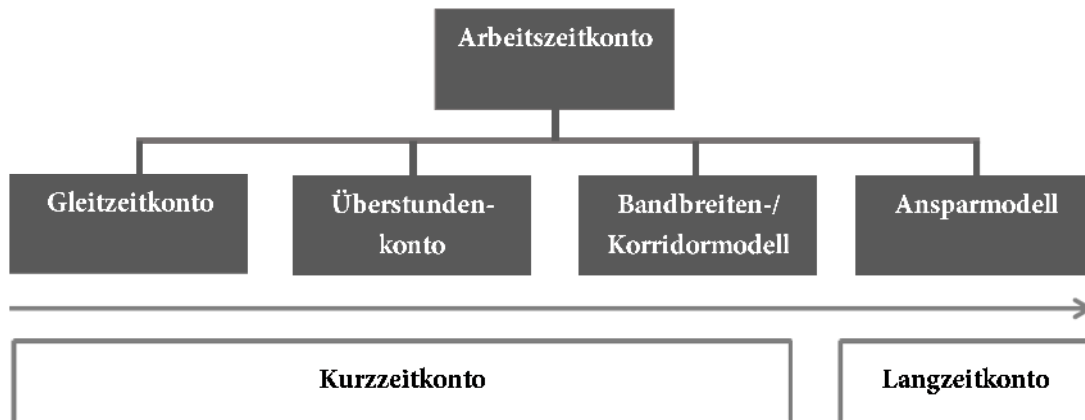 Arbeitszeitkonto
Gleitzeitkonto
Überstunden-
konto
Bandbreiten-/
Korridormodell
Ansparmodell
Kurzzeitkonto
Langzeitkonto